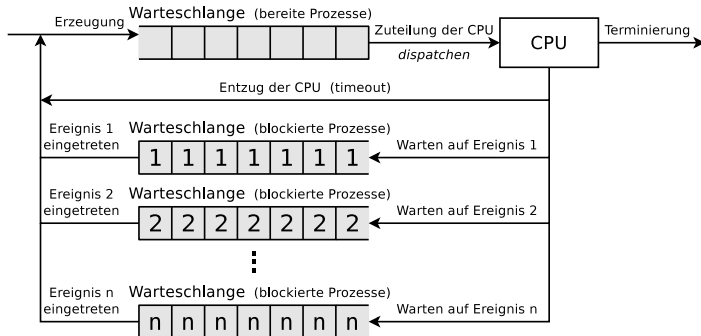 Erzeugung
Warteschlange (bereite Prozesse)
Zuteilung der CPU
dispatchen
CPU
Terminierung
Entzug der CPU (timeout)
Ereignis 1
eingetreten
Warteschlange (blockierte Prozesse)
1 1 1 1 1 1 1
Warten auf Ereignis 1
Ereignis 2
eingetreten
Warteschlange (blockierte Prozesse)
2 2 2 2 2 2 2
Warten auf Ereignis 2
Ereignis n
eingetreten
Warteschlange (blockierte Prozesse)
n n n n n n n
Warten auf Ereignis n